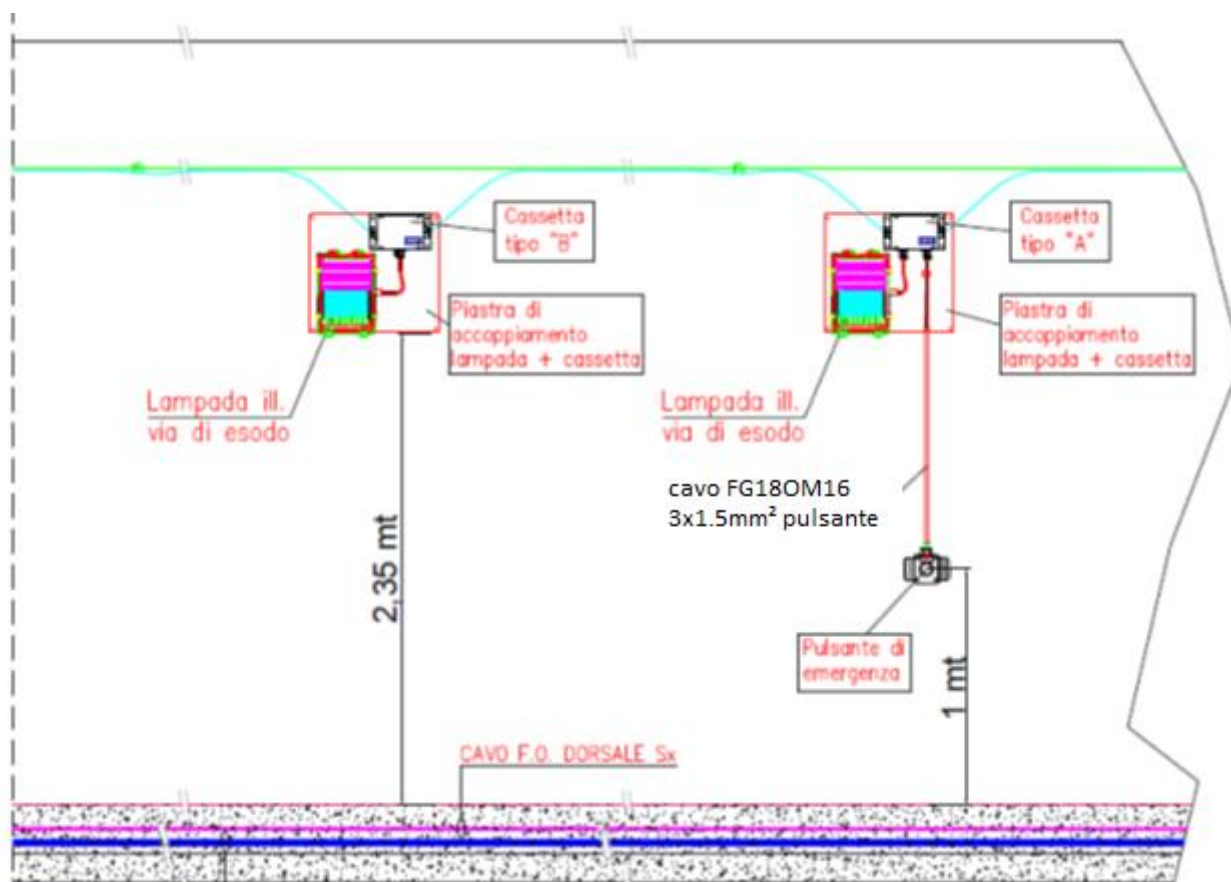 Cassetta
tipo "B"
Cassetta
tipo "A"
Piastra di
accoppiamento
lampada + cassetta
Piastra di
accoppiamento
lampada + cassetta
Lampada ill.
via di esodo
Lampada ill.
via di esodo
cavo FG18OM16
3x1.5mm² pulsante
2,35 mt
Pulsante di
emergenza
1 mt
CAVO F.O. DORSALE Sx